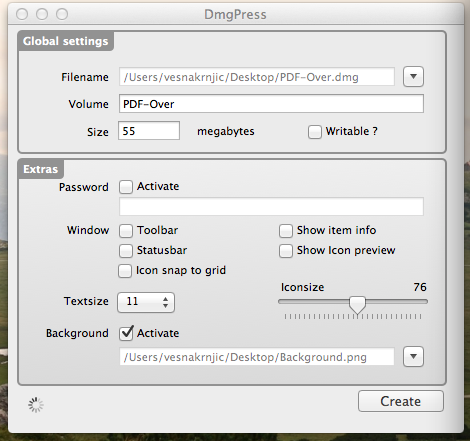 DmgPress
Global settings
Filename /Users/vesnakrnjic/Desktop/PDF-Over.dmg
Volume PDF-Over
Size 55 megabytes Writable ?
Extras
Password Activate
Window Toolbar Show item info
Statusbar Show Icon preview
Icon snap to grid
Iconsize 76
Textsize 11
Background Activate
/Users/vesnakrnjic/Desktop/Background.png
Create